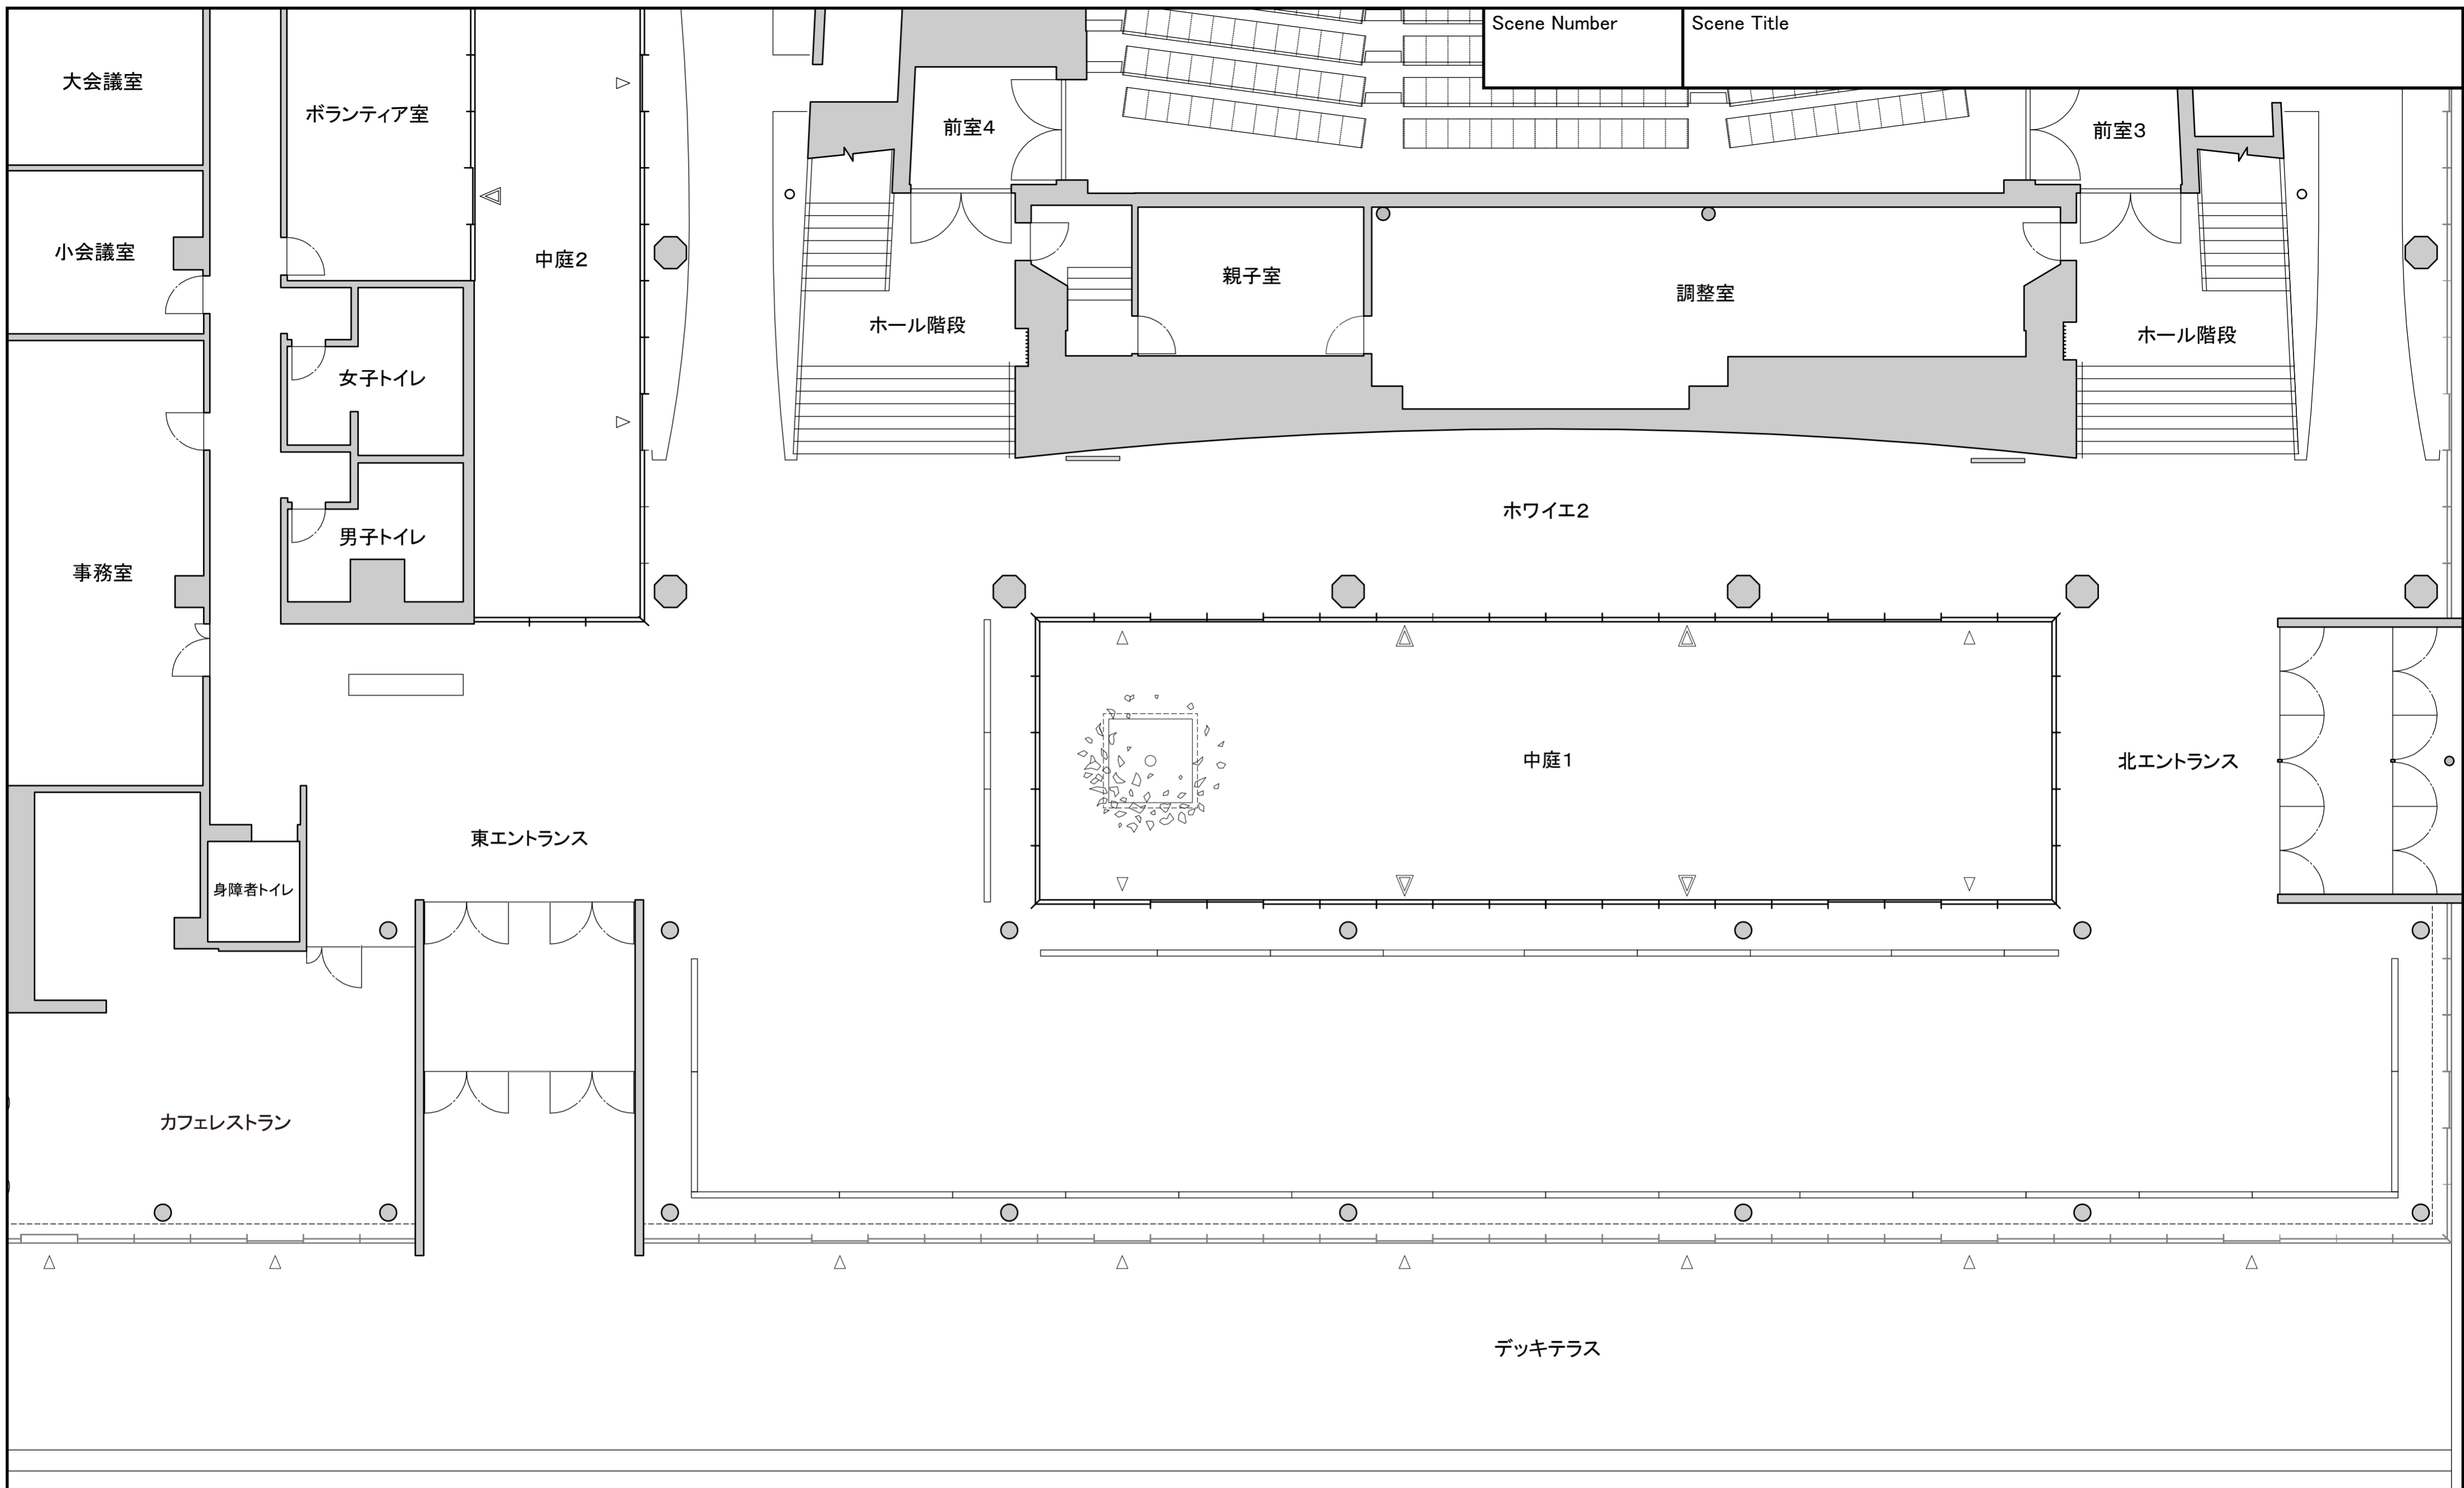 Scene Number
Scene Title
大会議室
ボランティア室
前室4
前室3
小会議室
中庭2
親子室
調整室
ホール階段
ホール階段
女子トイレ
ホワイエ2
男子トイレ
事務室
中庭1
北エントランス
東エントランス
身障者トイレ
カフェレストラン
デッキテラス